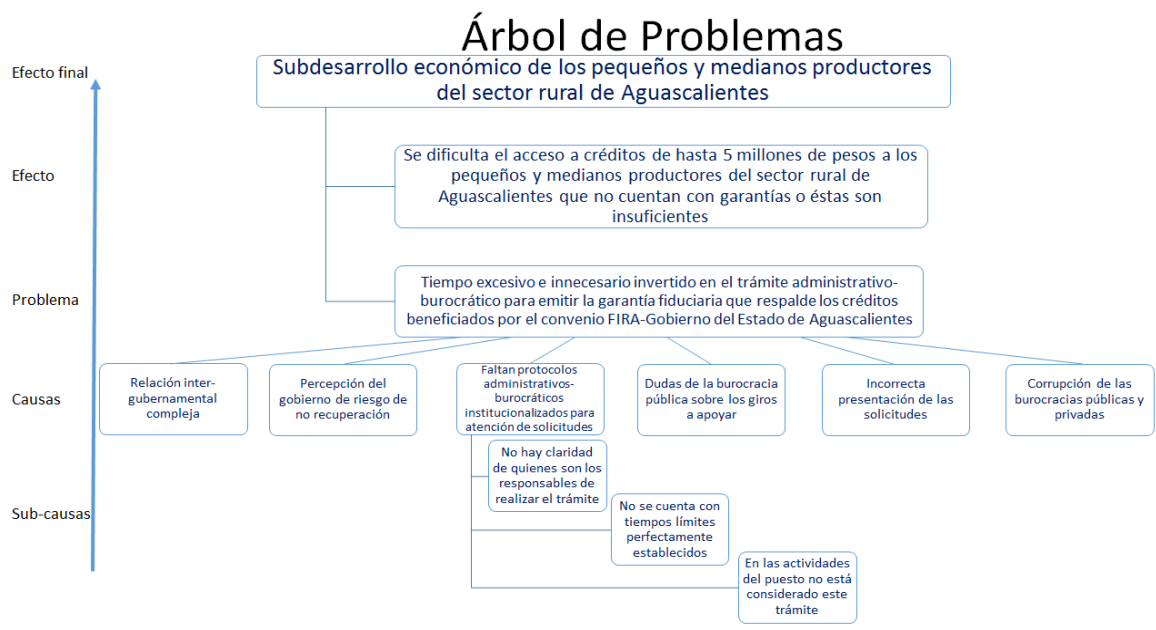 Árbol de Problemas
Efecto final
Subdesarrollo económico de los pequeños y medianos productores
del sector rural de Aguascalientes
Efecto
Se dificulta el acceso a créditos de hasta 5 millones de pesos a los
pequeños y medianos productores del sector rural de
Aguascalientes que no cuentan con garantías o éstas son
insuficientes
Problema
Tiempo excesivo e innecesario invertido en el trámite administrativo-
burocrático para emitir la garantía fiduciaria que respalde los créditos
beneficiados por el convenio FIRA-Gobierno del Estado de Aguascalientes
Causas
Relación inter-
gubernamental
compleja
Percepción del
gobierno de riesgo de
no recuperación
Faltan protocolos
administrativos-
burocráticos
institucionalizados para
atención de solicitudes
Dudas de la burocracia
pública sobre los giros
a apoyar
Incorrecta
presentación de las
solicitudes
Corrupción de las
burocracias públicas y
privadas
Sub-causas
No hay claridad
de quienes son los
responsables de
realizar el trámite
No se cuenta con
tiempos límites
perfectamente
establecidos
En las actividades
del puesto no está
considerado este
trámite